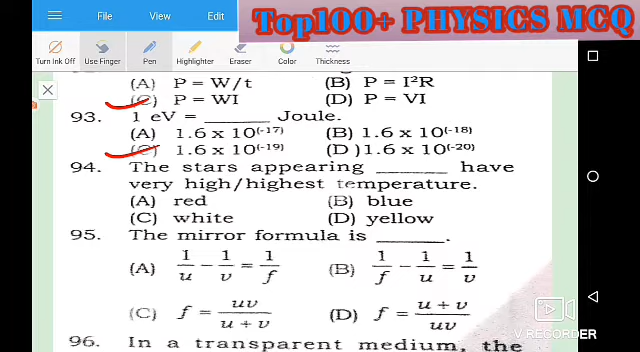 File View Edit
Top100+ PHYSICS MCQ
Turn Ink Off Use Finger Pen Highlighter Eraser Color Thickness
(A) P = W/t (B) P = I²R
(C) P = WI (D) P = VI
93. 1 eV = ______ Joule.
(A) 1.6 x 10(-17) (B) 1.6 x 10(-18)
(C) 1.6 x 10(-19) (D) 1.6 x 10(-20)
94. The stars appearing ______ have
very high/highest temperature.
(A) red (B) blue
(C) white (D) yellow
95. The mirror formula is ______.
(A) 1/u − 1/v = 1/f (B) 1/f − 1/u = 1/v
(C) f = uv/(u + v) (D) f = (u + v)/uv
96. In a transparent medium, the
V RECORDER